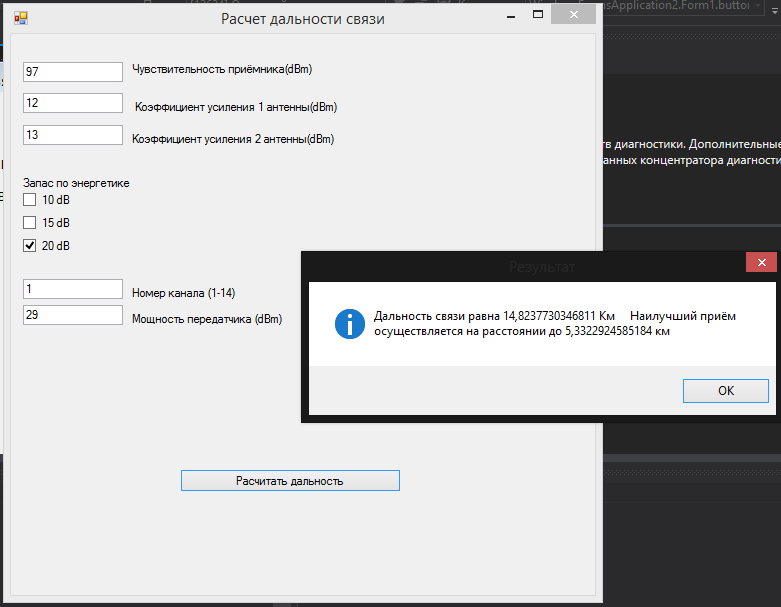 Расчет дальности связи
97
Чувствительность приёмника(dBm)
12
Коэффициент усиления 1 антенны(dBm)
13
Коэффициент усиления 2 антенны(dBm)
Запас по энергетике
10 dB
15 dB
20 dB
1
Номер канала (1-14)
29
Мощность передатчика (dBm)
Расчитать дальность
Результат
Дальность связи равна 14,8237730346811 Км Наилучший приём
осуществляется на расстоянии до 5,3322924585184 км
OK
sApplication2.Form1.button
в диагностики. Дополнительные
анных концентратора диагности